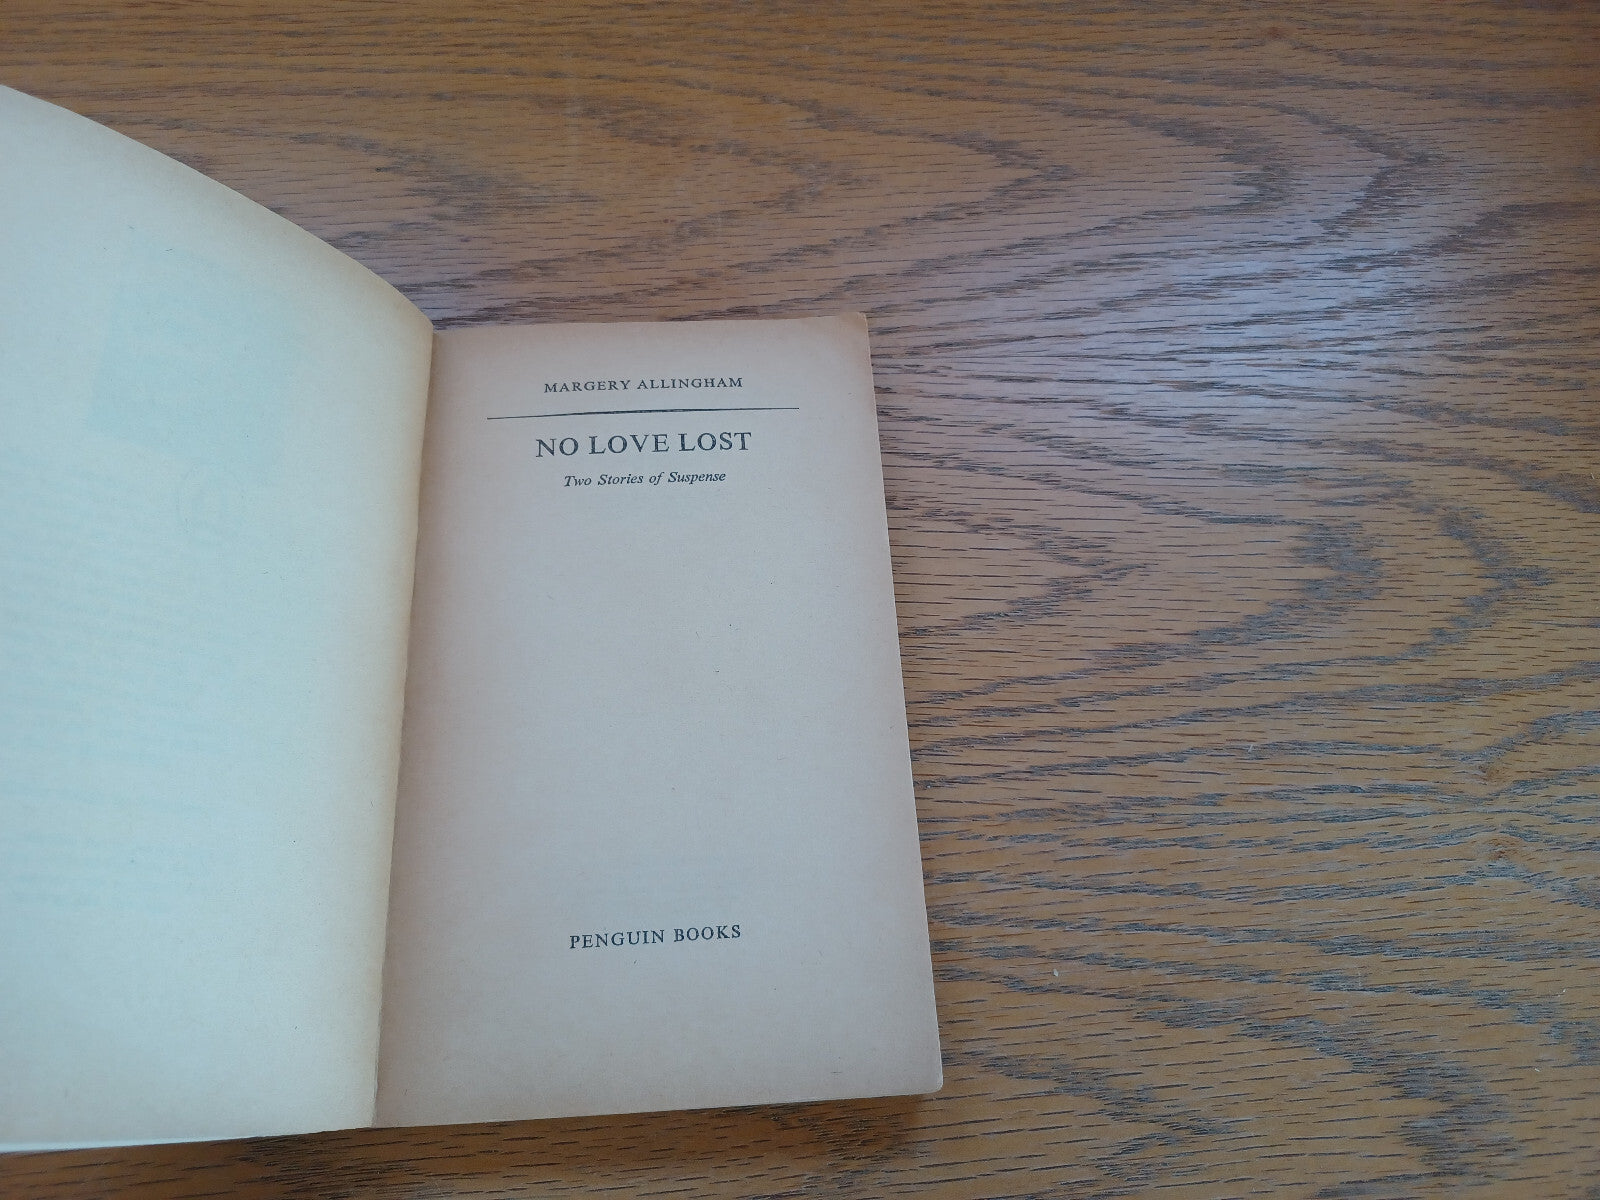 MARGERY ALLINGHAM
NO LOVE LOST
Two Stories of Suspense
PENGUIN BOOKS